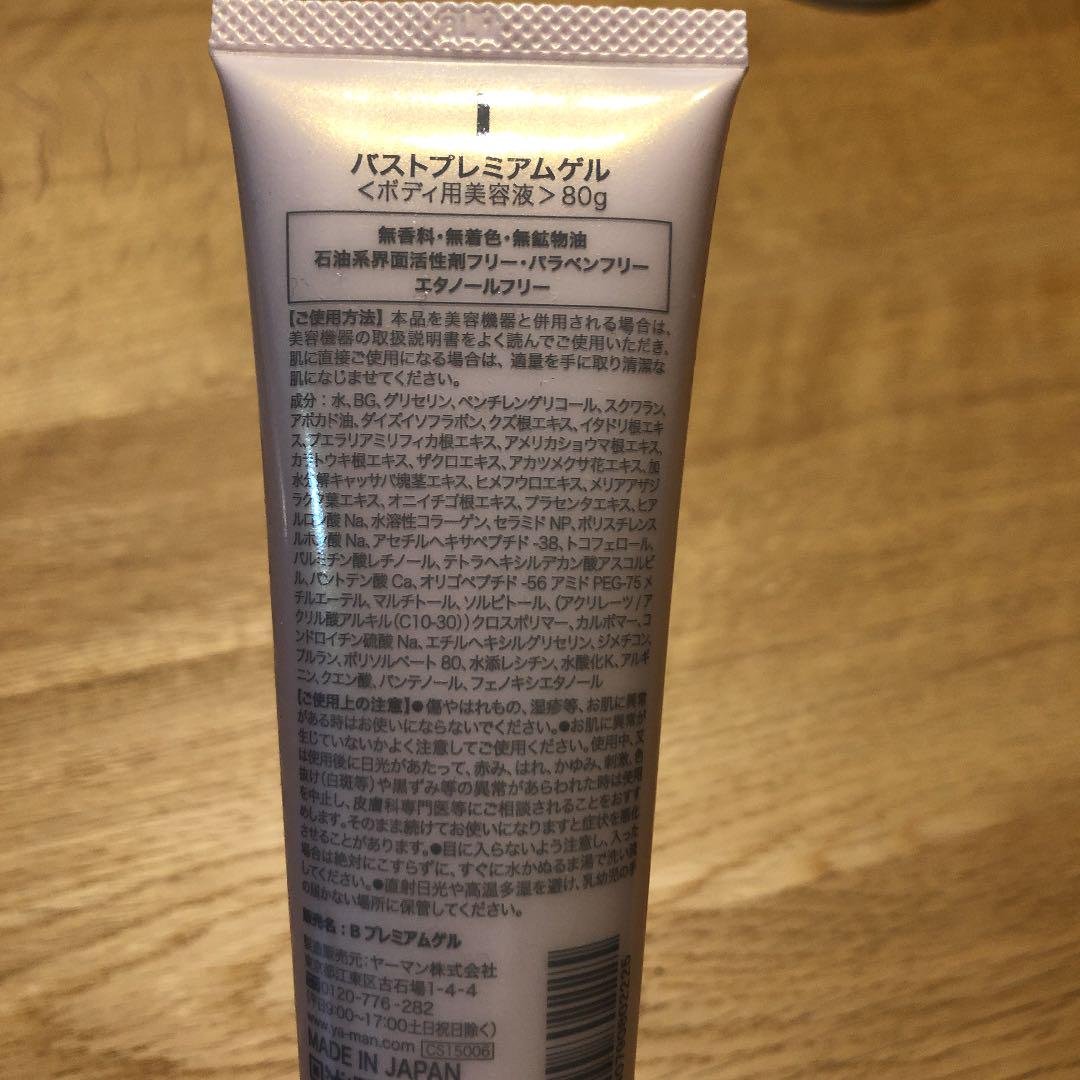 バストプレミアムゲル
<ボディ用美容液>80g
無香料・無着色・無鉱物油
石油系界面活性剤フリー・パラベンフリー
エタノールフリー
【ご使用方法】本品を美容機器と併用される場合は、
美容機器の取扱説明書をよく読んでご使用いただき、
肌に直接ご使用になる場合は、適量を手に取り清潔な
肌になじませてください。
成分：水、BG、グリセリン、ペンチレングリコール、スクワラン、
アボカド油、ダイズイソフラボン、クズ根エキス、イタドリ根エキ
ス、プエラリアミリフィカ根エキス、アメリカショウマ根エキス、
カラトウキ根エキス、ザクロエキス、アカツメクサ花エキス、加
水分解キャッサバ塊茎エキス、ヒメフウロエキス、メリアアザジ
ラクタ葉エキス、オニイチゴ根エキス、プラセンタエキス、ヒア
ルロン酸Na、水溶性コラーゲン、セラミドNP、ポリスチレンス
ルホン酸Na、アセチルヘキサペプチド-38、トコフェロール、
パルミチン酸レチノール、テトラヘキシルデカン酸アスコルビ
ル、パントテン酸Ca、オリゴペプチド-56アミドPEG-75メ
チルエーテル、マルチトール、ソルビトール、(アクリレーツ/ア
クリル酸アルキル(C10-30))クロスポリマー、カルボマー、コ
ンドロイチン硫酸Na、エチルヘキシルグリセリン、ジメチコン、
プルラン、ポリソルベート80、水添レシチン、水酸化K、アルギ
ニン、クエン酸、パンテノール、フェノキシエタノール
【ご使用上の注意】●傷やはれもの、湿疹等、お肌に異常
がある時はお使いにならないでください。●お肌に異常が
生じていないかよく注意してご使用ください。使用中、又
は使用後に日光があたって、赤み、はれ、かゆみ、刺激、色
抜け(白斑等)や黒ずみ等の異常があらわれた時は使用
を中止し、皮膚科専門医等にご相談されることをおすす
めします。そのまま続けてお使いになりますと症状を悪化
させることがあります。●目に入らないよう注意し、入った
場合は絶対にこすらずに、すぐに水かぬるま湯で洗い流
してください。●直射日光や高温多湿を避け、乳幼児の手
の届かない場所に保管してください。
販売名：Bプレミアムゲル
製造販売元：ヤーマン株式会社
東京都江東区古石場1-4-4
0120-776-282
(平日9:00〜17:00土日祝日除く)
www.ya-man.com CS15006
MADE IN JAPAN